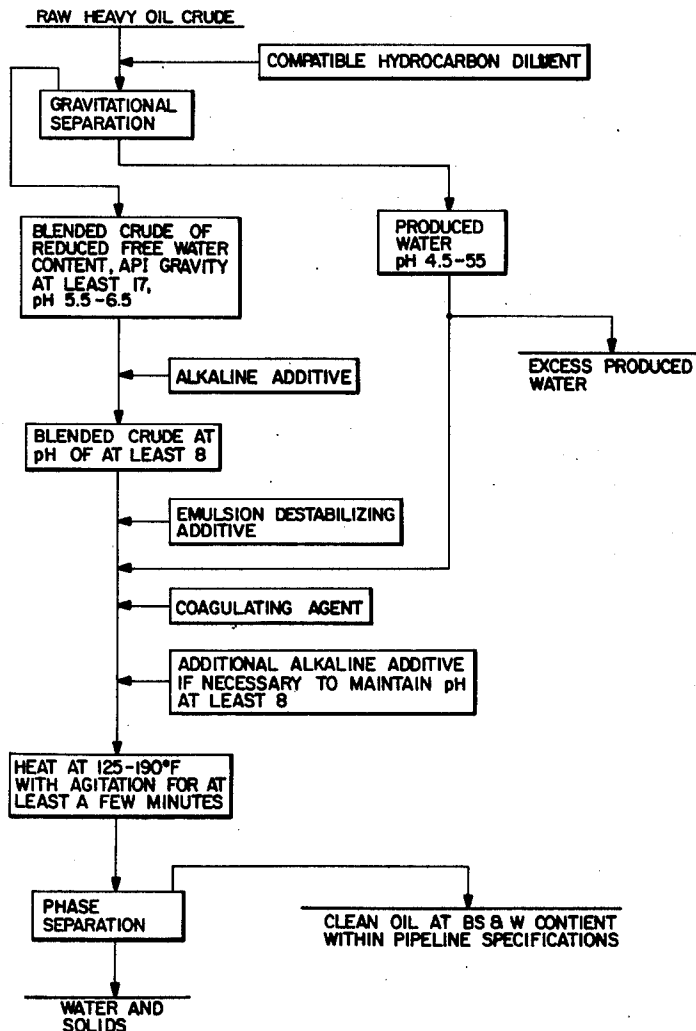 RAW HEAVY OIL CRUDE
COMPATIBLE HYDROCARBON DILUENT
GRAVITATIONAL
SEPARATION
BLENDED CRUDE OF
REDUCED FREE WATER
CONTENT, API GRAVITY
AT LEAST 17,
pH 5.5-6.5
PRODUCED
WATER
pH 4.5-55
EXCESS PRODUCED
WATER
ALKALINE ADDITIVE
BLENDED CRUDE AT
pH OF AT LEAST 8
EMULSION DESTABILIZING
ADDITIVE
COAGULATING AGENT
ADDITIONAL ALKALINE ADDITIVE
IF NECESSARY TO MAINTAIN pH
AT LEAST 8
HEAT AT 125-190°F
WITH AGITATION FOR AT
LEAST A FEW MINUTES
PHASE
SEPARATION
CLEAN OIL AT BS & W CONTIENT
WITHIN PIPELINE SPECIFICATIONS
WATER AND
SOLIDS